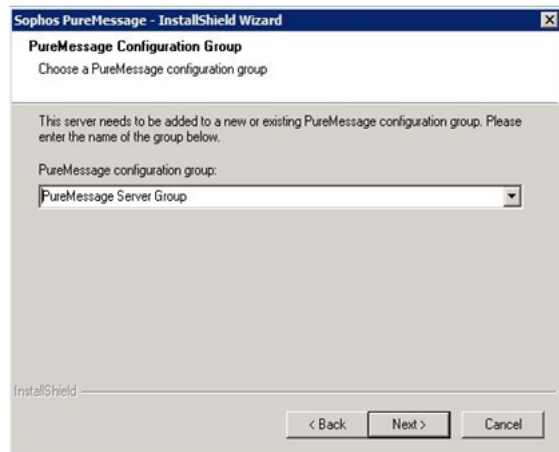 Sophos PureMessage - InstallShield Wizard
PureMessage Configuration Group
Choose a PureMessage configuration group
This server needs to be added to a new or existing PureMessage configuration group. Please
enter the name of the group below.
PureMessage configuration group:
PureMessage Server Group
InstallShield
< Back Next > Cancel